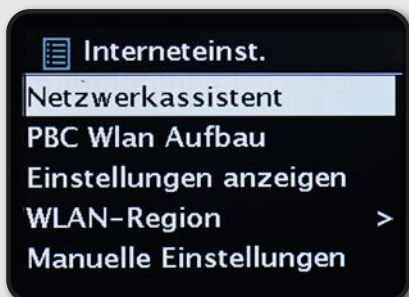 Interneteinst.
Netzwerkassistent
PBC Wlan Aufbau
Einstellungen anzeigen
WLAN-Region >
Manuelle Einstellungen